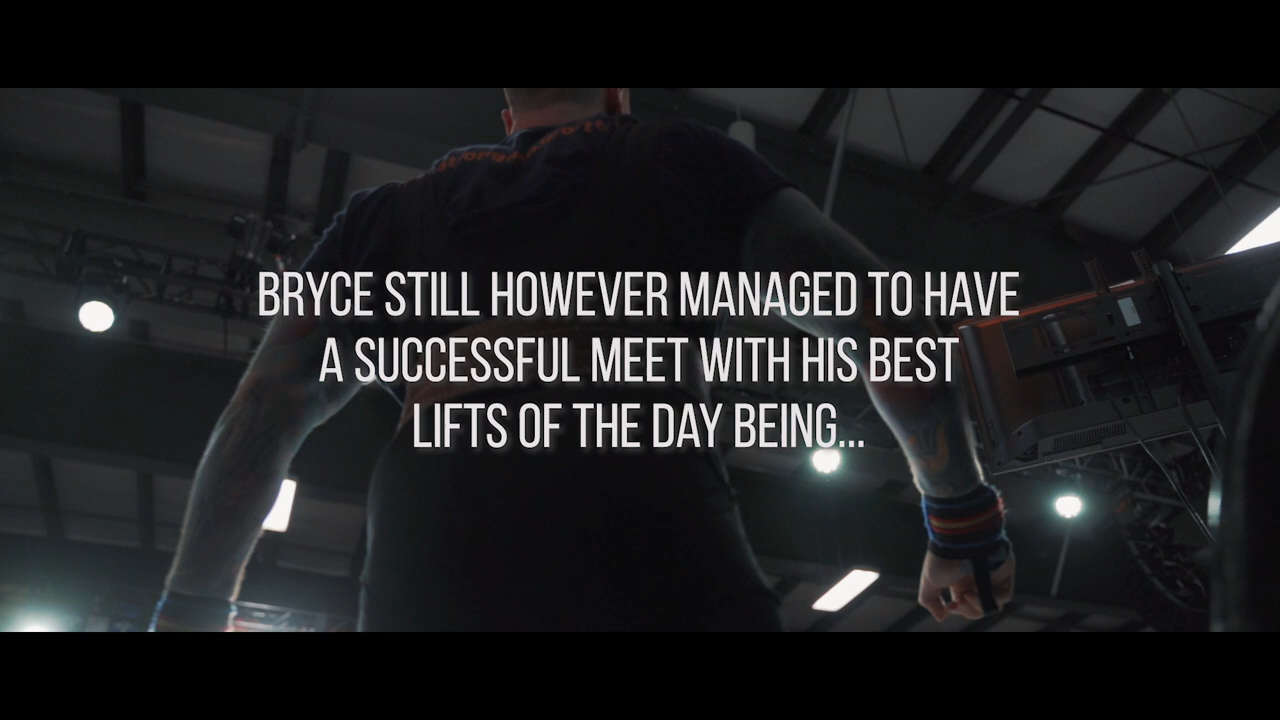 BRYCE STILL HOWEVER MANAGED TO HAVE
A SUCCESSFUL MEET WITH HIS BEST
LIFTS OF THE DAY BEING...